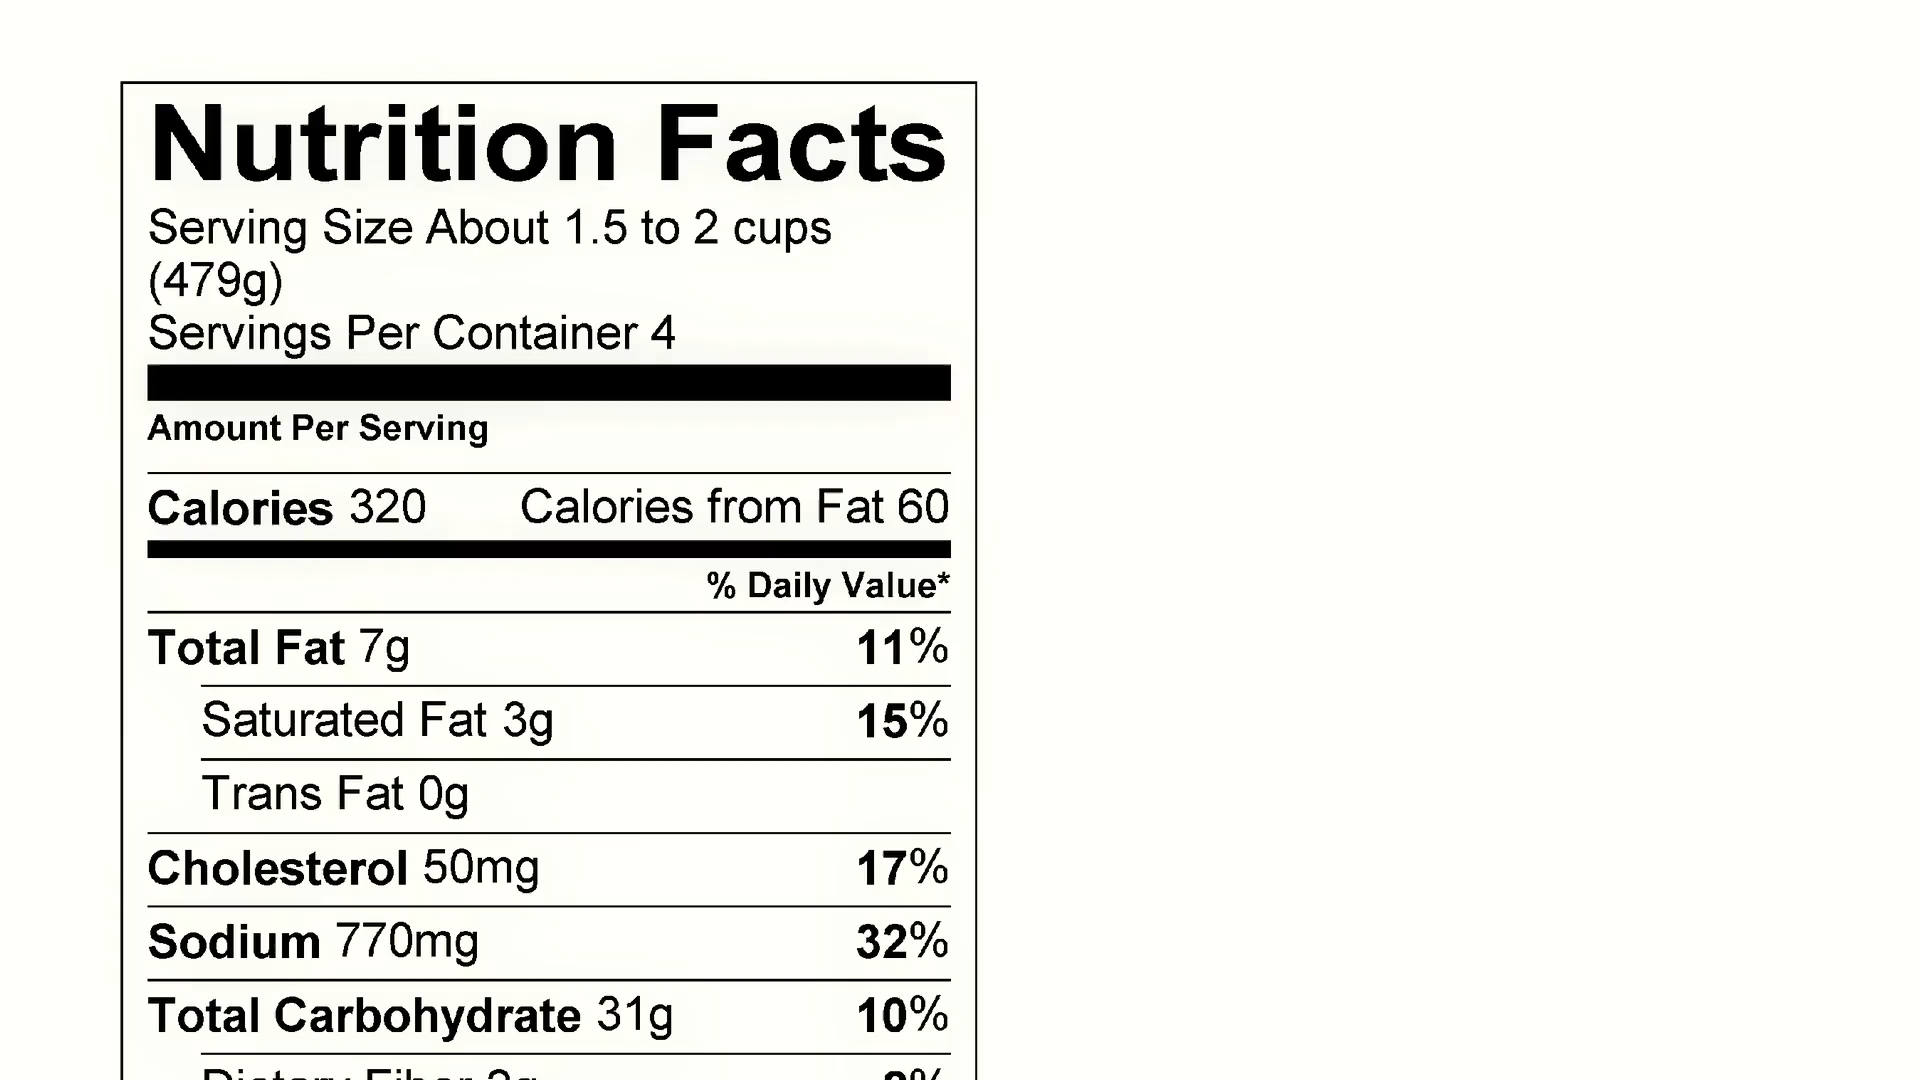 Nutrition Facts
Serving Size About 1.5 to 2 cups
(479g)
Servings Per Container 4
Amount Per Serving
Calories 320 Calories from Fat 60
% Daily Value*
Total Fat 7g 11%
Saturated Fat 3g 15%
Trans Fat 0g
Cholesterol 50mg 17%
Sodium 770mg 32%
Total Carbohydrate 31g 10%
Dietary Fiber